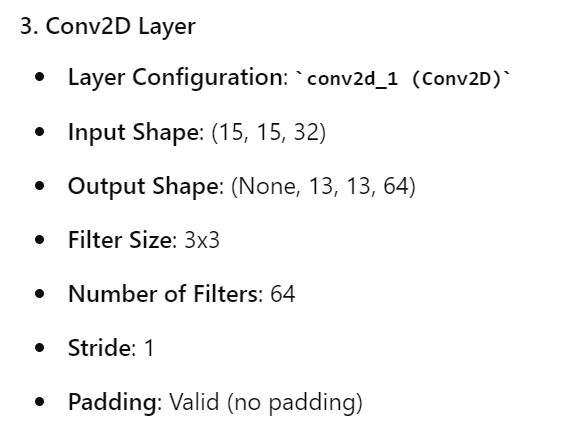 3. Conv2D Layer
• Layer Configuration: `conv2d_1 (Conv2D)`
• Input Shape: (15, 15, 32)
• Output Shape: (None, 13, 13, 64)
• Filter Size: 3x3
• Number of Filters: 64
• Stride: 1
• Padding: Valid (no padding)